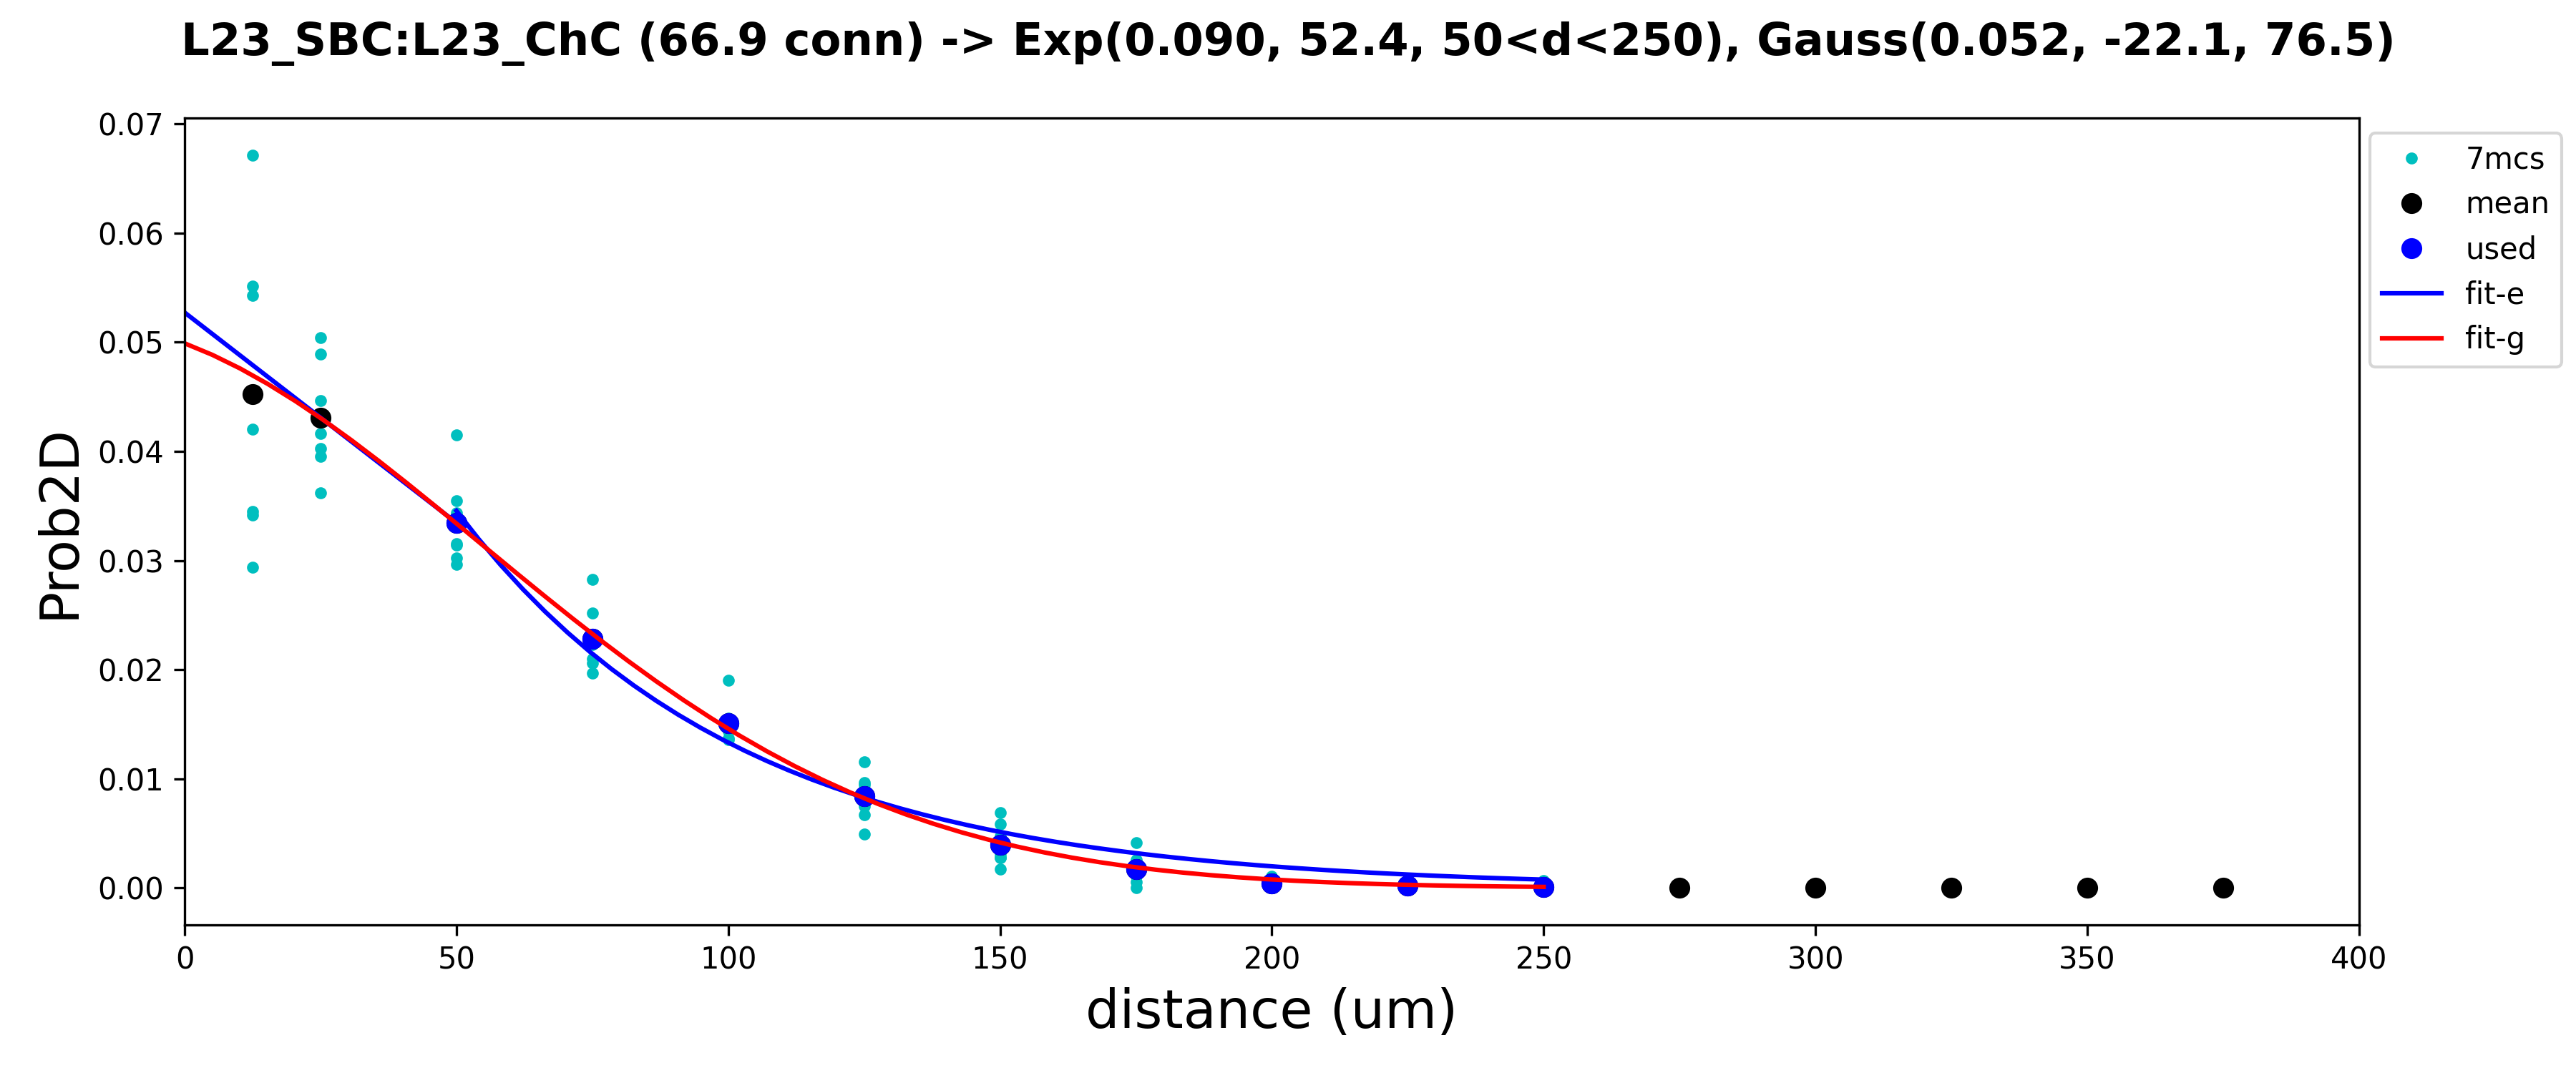 L23_SBC:L23_ChC (66.9 conn) -> Exp(0.090, 52.4, 50<d<250), Gauss(0.052, -22.1, 76.5)
0.07
0.06
0.05
0.04
0.03
0.02
0.01
0.00
Prob2D
0 50 100 150 200 250 300 350 400
distance (um)
7mcs
mean
used
fit-e
fit-g